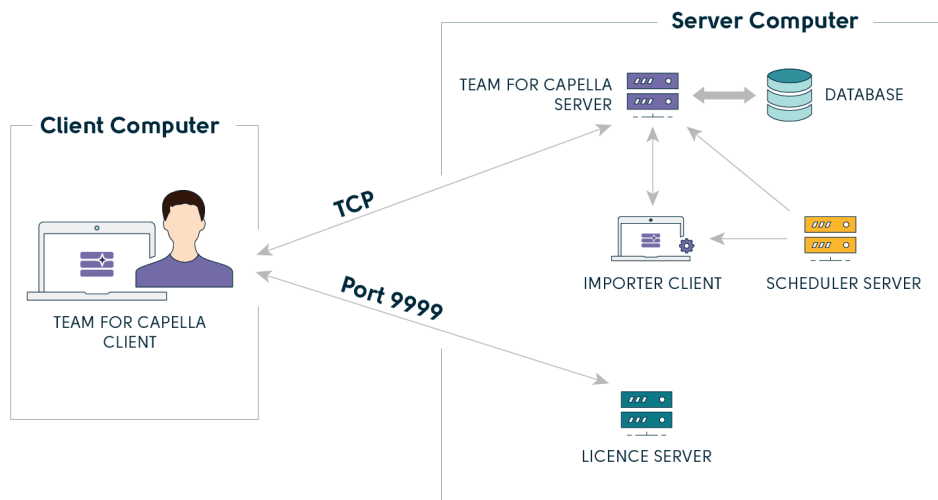 Server Computer
TEAM FOR CAPELLA
SERVER
DATABASE
Client Computer
TCP
IMPORTER CLIENT
SCHEDULER SERVER
Port 9999
TEAM FOR CAPELLA
CLIENT
LICENCE SERVER